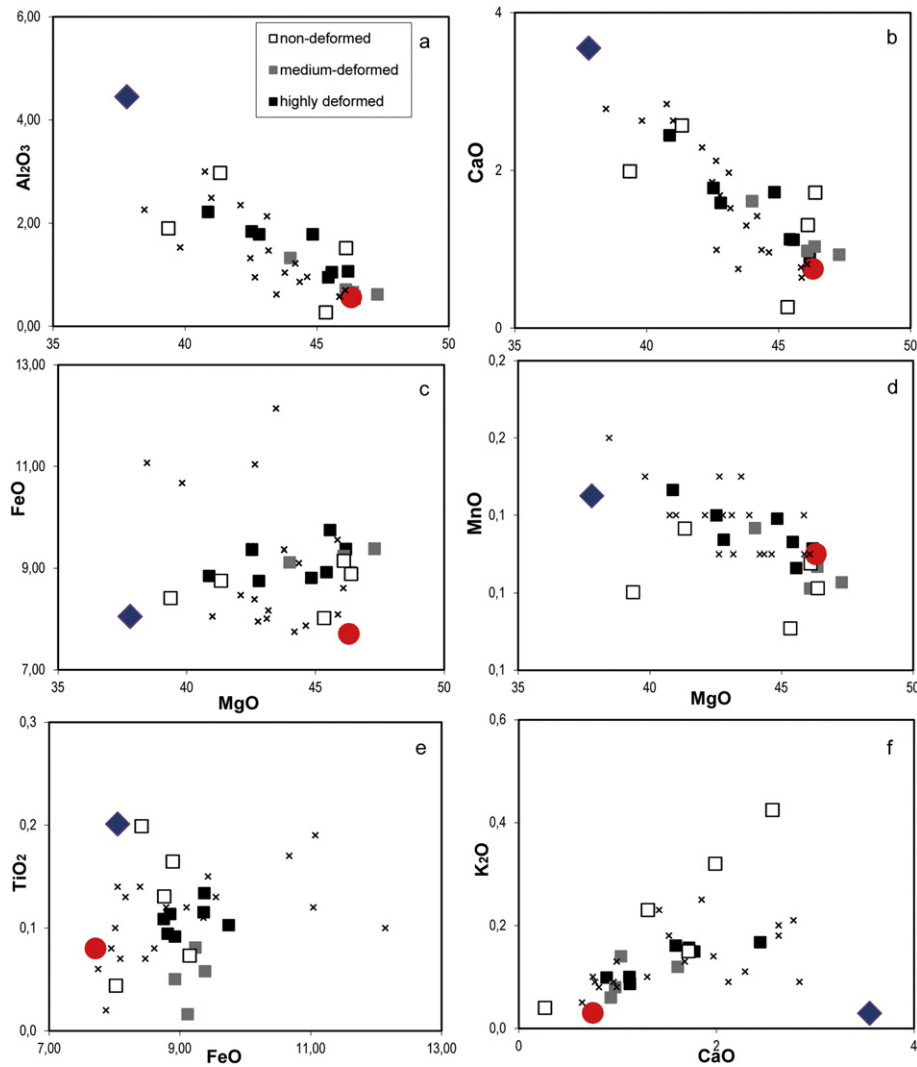 6,00
4,00
2,00
0,00
Al2O3
35
40
45
50
a
non-deformed
medium-deformed
highly deformed
4
2
0
CaO
35
40
45
50
b
13,00
11,00
9,00
7,00
FeO
35
40
45
50
MgO
c
0,2
0,2
0,1
0,1
0,1
MnO
35
40
45
50
MgO
d
0,3
0,2
0,1
0,0
TiO2
7,00
9,00
11,00
13,00
FeO
e
0,6
0,4
0,2
0
K2O
0
2
4
CaO
f